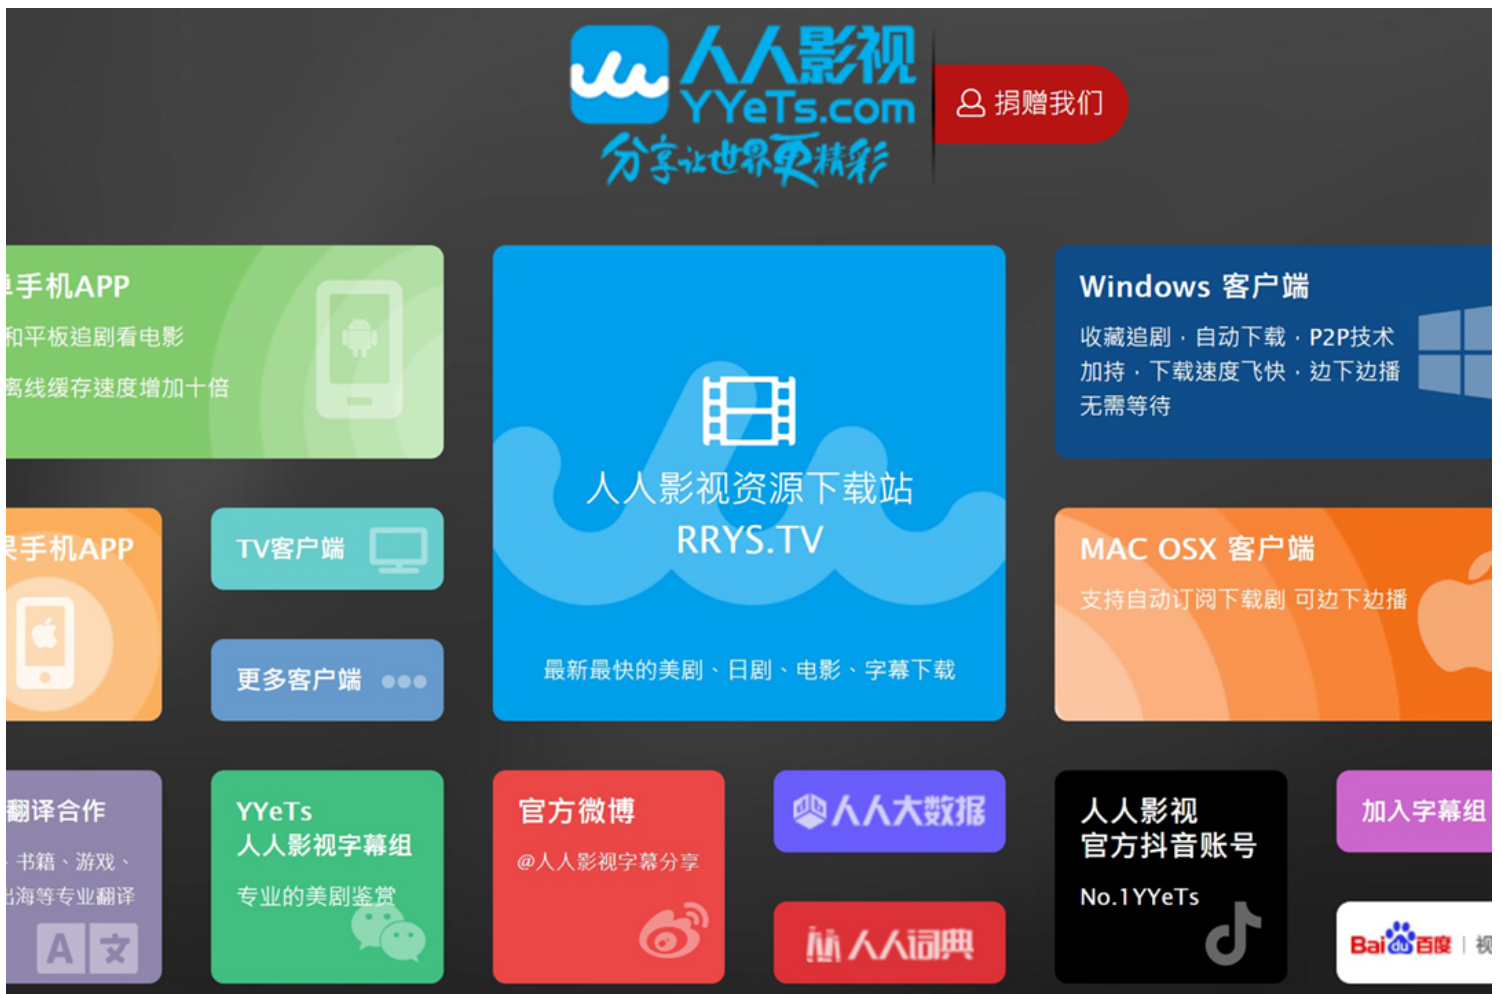 人人影视
YYeTs.com
分享让世界更精彩
捐赠我们
手机APP
和平板追剧看电影
离线缓存速度增加十倍
人人影视资源下载站
RRYS.TV
最新最快的美剧、日剧、电影、字幕下载
Windows 客户端
收藏追剧·自动下载·P2P技术
加持·下载速度飞快·边下边播
无需等待
手机APP
TV客户端
更多客户端
MAC OSX 客户端
支持自动订阅下载剧 可边下边播
翻译合作
、书籍、游戏、
出海等专业翻译
A 文
YYeTs
人人影视字幕组
专业的美剧鉴赏
官方微博
@人人影视字幕分享
人人大数据
人人词典
人人影视
官方抖音账号
No.1YYeTs
加入字幕组
Bai du 百度 | 视